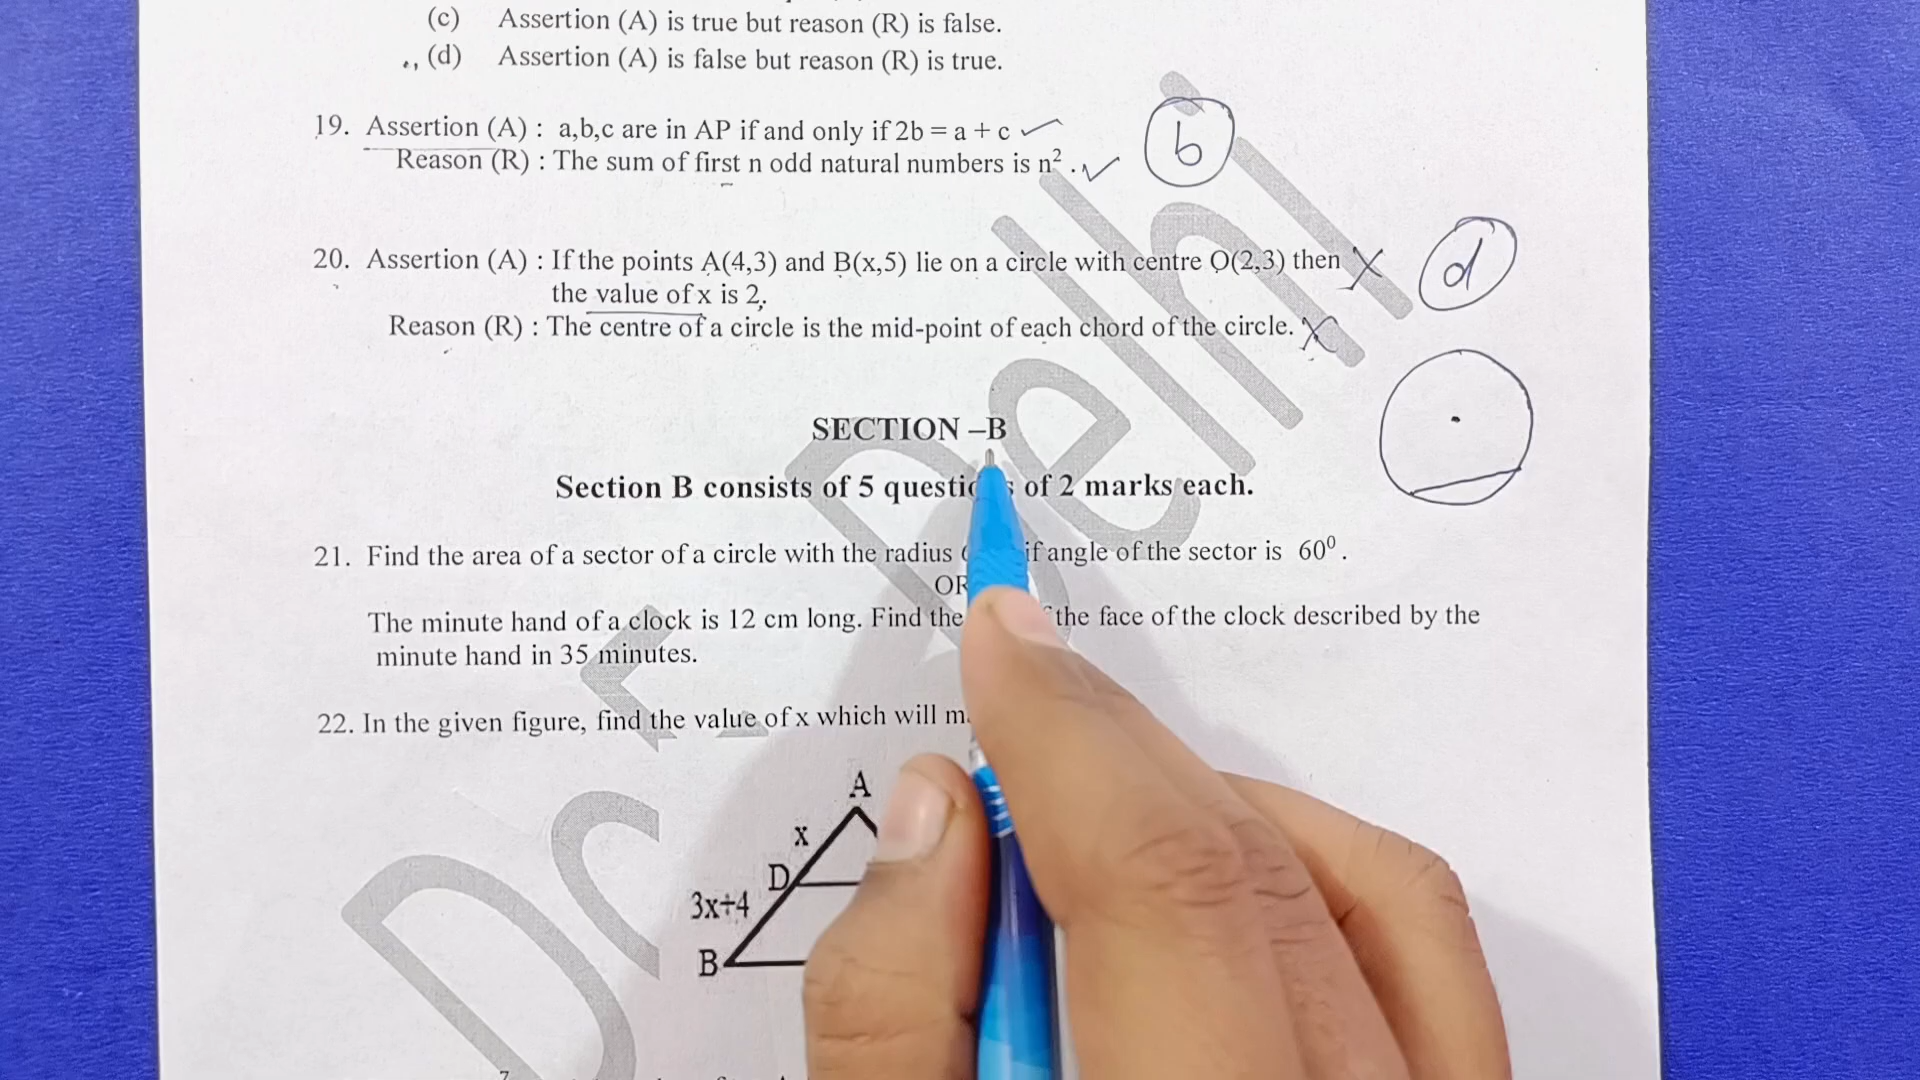 (c) Assertion (A) is true but reason (R) is false.
(d) Assertion (A) is false but reason (R) is true.
19. Assertion (A) : a,b,c are in AP if and only if 2b = a + c
b
Reason (R) : The sum of first n odd natural numbers is n² .
20. Assertion (A) : If the points A(4,3) and B(x,5) lie on a circle with centre O(2,3) then
d
the value of x is 2.
Reason (R) : The centre of a circle is the mid-point of each chord of the circle.
SECTION –B
Section B consists of 5 of 2 marks each.
21. Find the area of a sector of a circle with the radius if angle of the sector is 60⁰ .
OR
The minute hand of a clock is 12 cm long. Find the the face of the clock described by the
minute hand in 35 minutes.
22. In the given figure, find the value of x which will
A
x
D
3x+4
B
Dr. Delhi